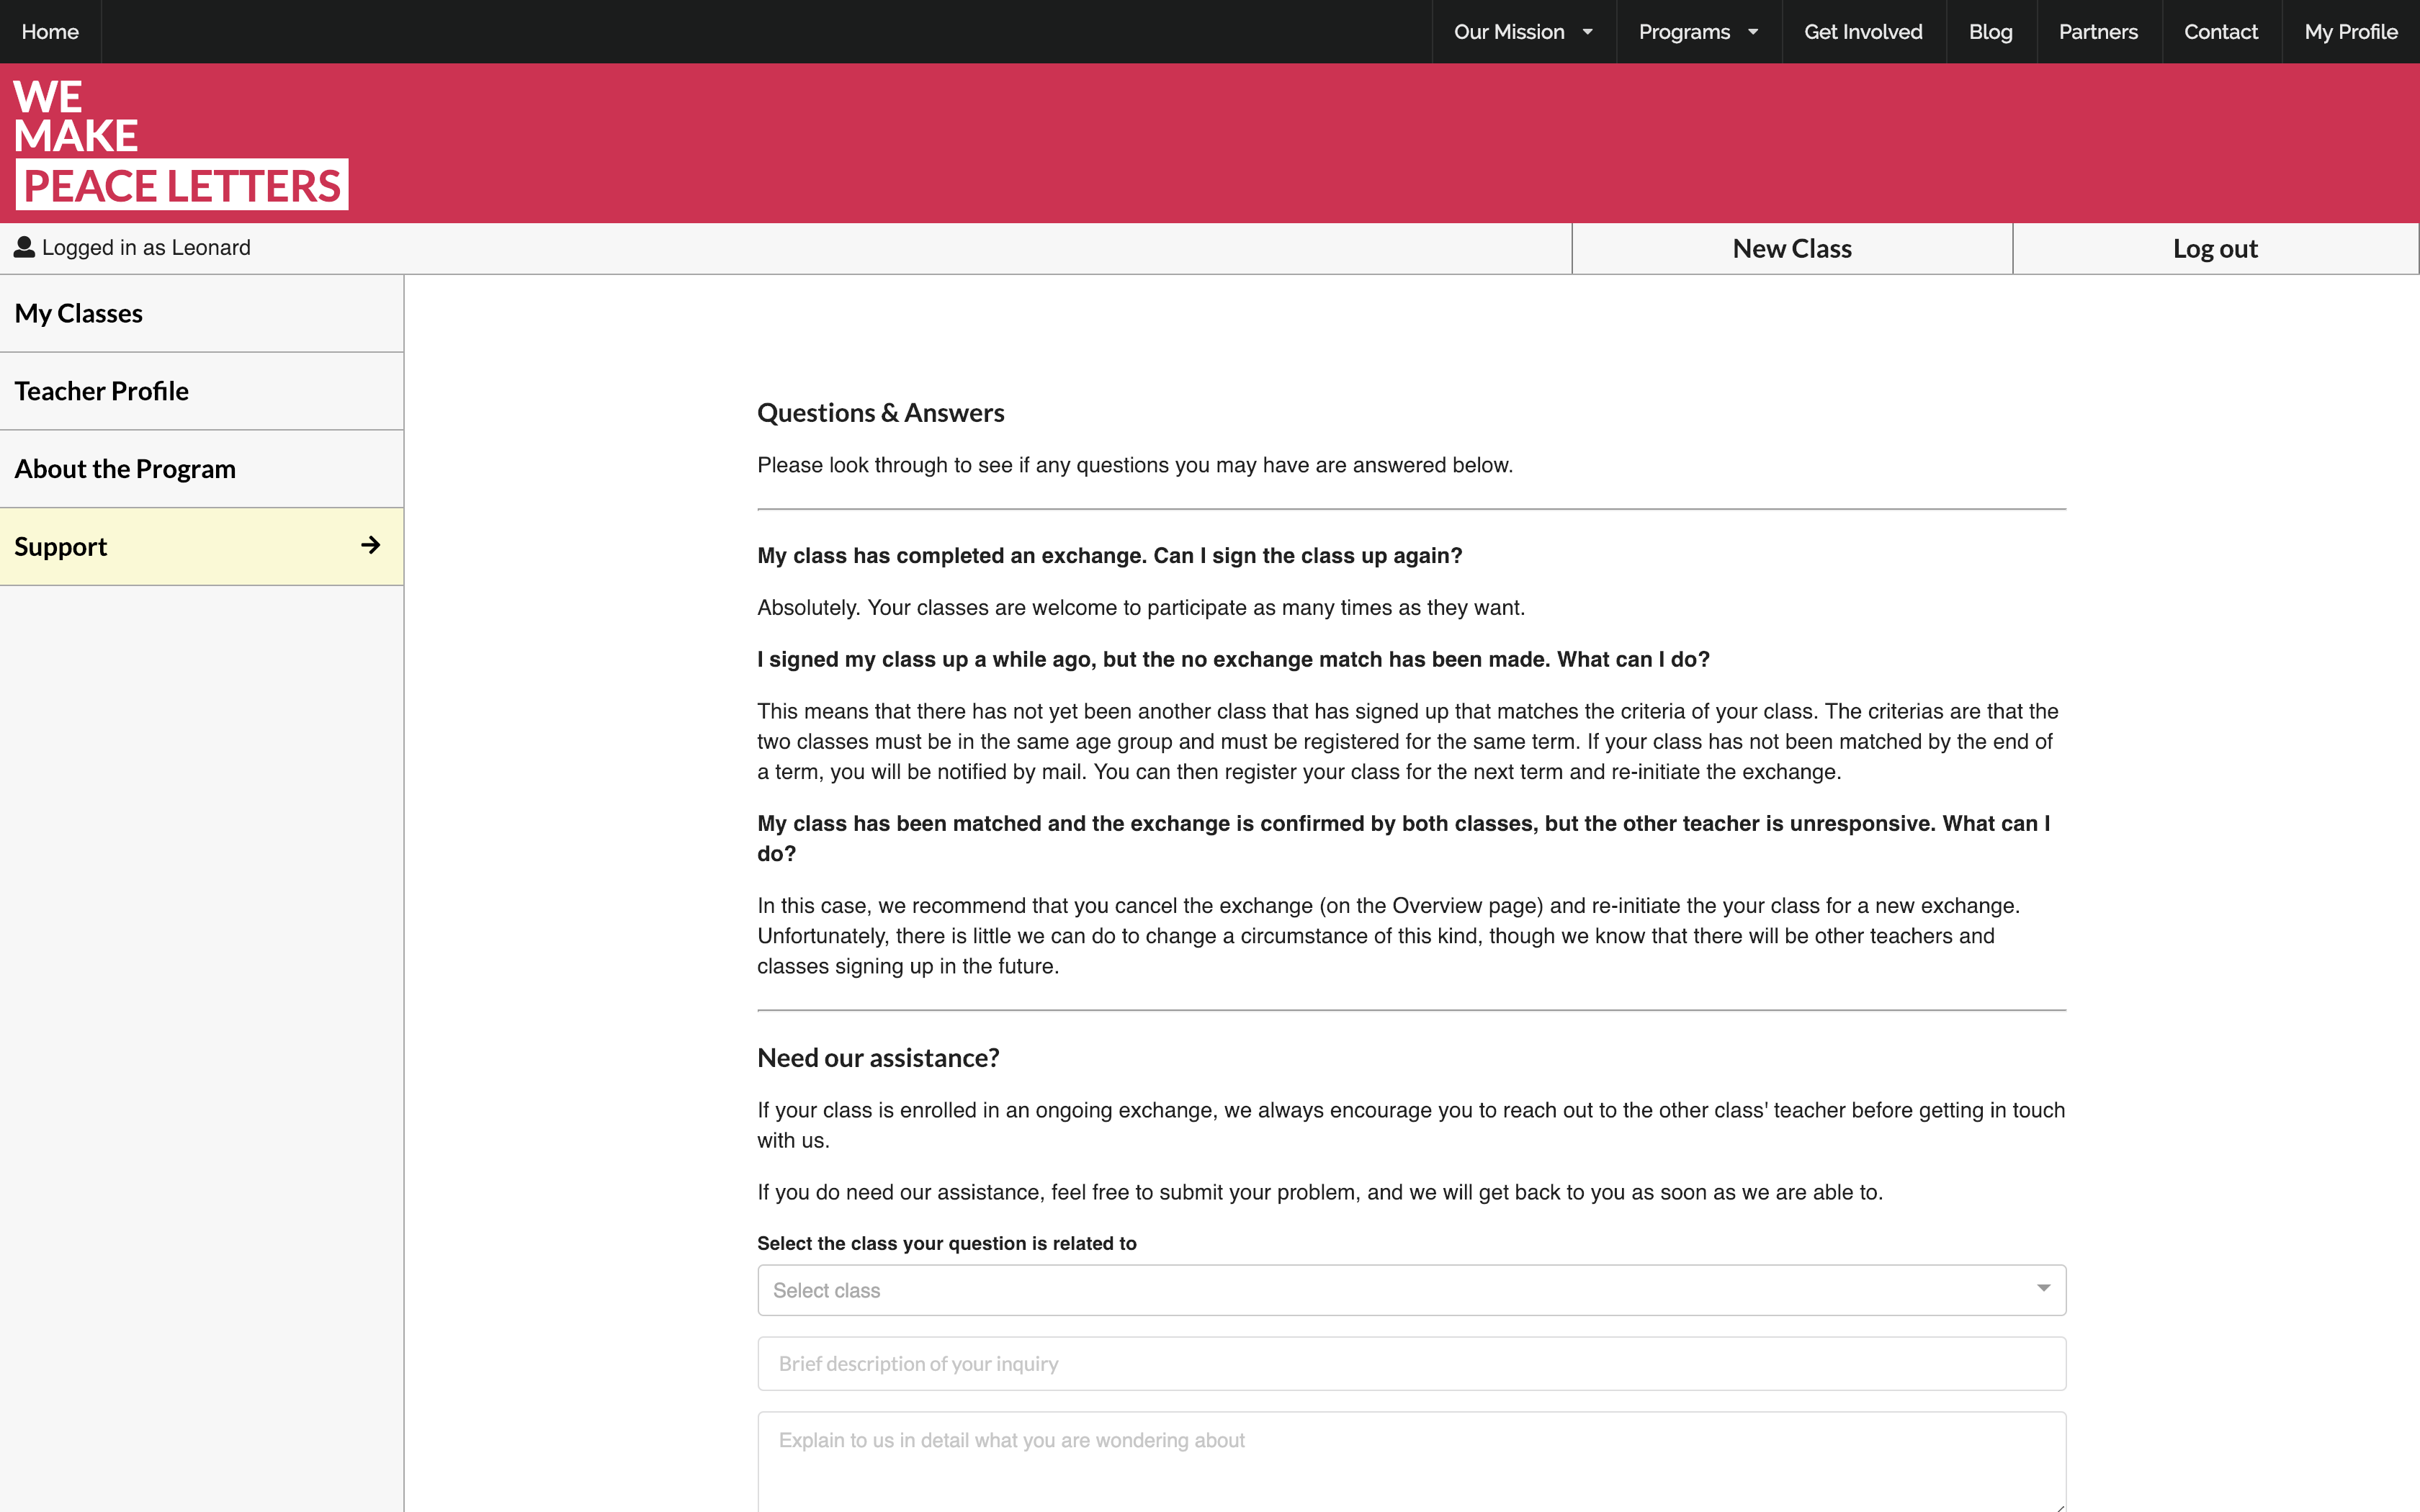 Home
Our Mission
Programs
Get Involved
Blog
Partners
Contact
My Profile
WE
MAKE
PEACE LETTERS
Logged in as Leonard
New Class
Log out
My Classes
Teacher Profile
About the Program
Support
Questions & Answers
Please look through to see if any questions you may have are answered below.
My class has completed an exchange. Can I sign the class up again?
Absolutely. Your classes are welcome to participate as many times as they want.
I signed my class up a while ago, but the no exchange match has been made. What can I do?
This means that there has not yet been another class that has signed up that matches the criteria of your class. The criterias are that the
two classes must be in the same age group and must be registered for the same term. If your class has not been matched by the end of
a term, you will be notified by mail. You can then register your class for the next term and re-initiate the exchange.
My class has been matched and the exchange is confirmed by both classes, but the other teacher is unresponsive. What can I
do?
In this case, we recommend that you cancel the exchange (on the Overview page) and re-initiate the your class for a new exchange.
Unfortunately, there is little we can do to change a circumstance of this kind, though we know that there will be other teachers and
classes signing up in the future.
Need our assistance?
If your class is enrolled in an ongoing exchange, we always encourage you to reach out to the other class' teacher before getting in touch
with us.
If you do need our assistance, feel free to submit your problem, and we will get back to you as soon as we are able to.
Select the class your question is related to
Select class
Brief description of your inquiry
Explain to us in detail what you are wondering about